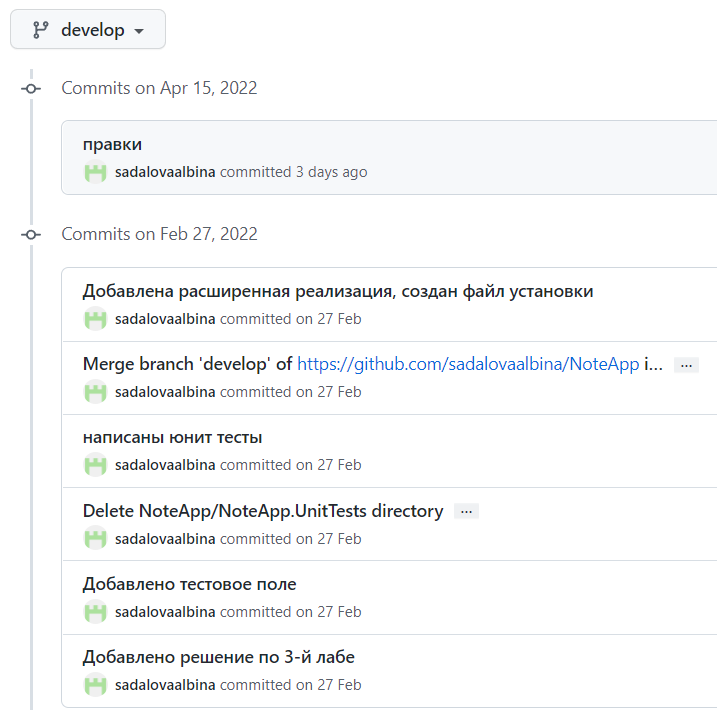 develop
Commits on Apr 15, 2022
правки
sadalovaalbina committed 3 days ago
Commits on Feb 27, 2022
Добавлена расширенная реализация, создан файл установки
sadalovaalbina committed on 27 Feb
Merge branch 'develop' of https://github.com/sadalovaalbina/NoteApp i... ...
sadalovaalbina committed on 27 Feb
написаны юнит тесты
sadalovaalbina committed on 27 Feb
Delete NoteApp/NoteApp.UnitTests directory ...
sadalovaalbina committed on 27 Feb
Добавлено тестовое поле
sadalovaalbina committed on 27 Feb
Добавлено решение по 3-й лабе
sadalovaalbina committed on 27 Feb